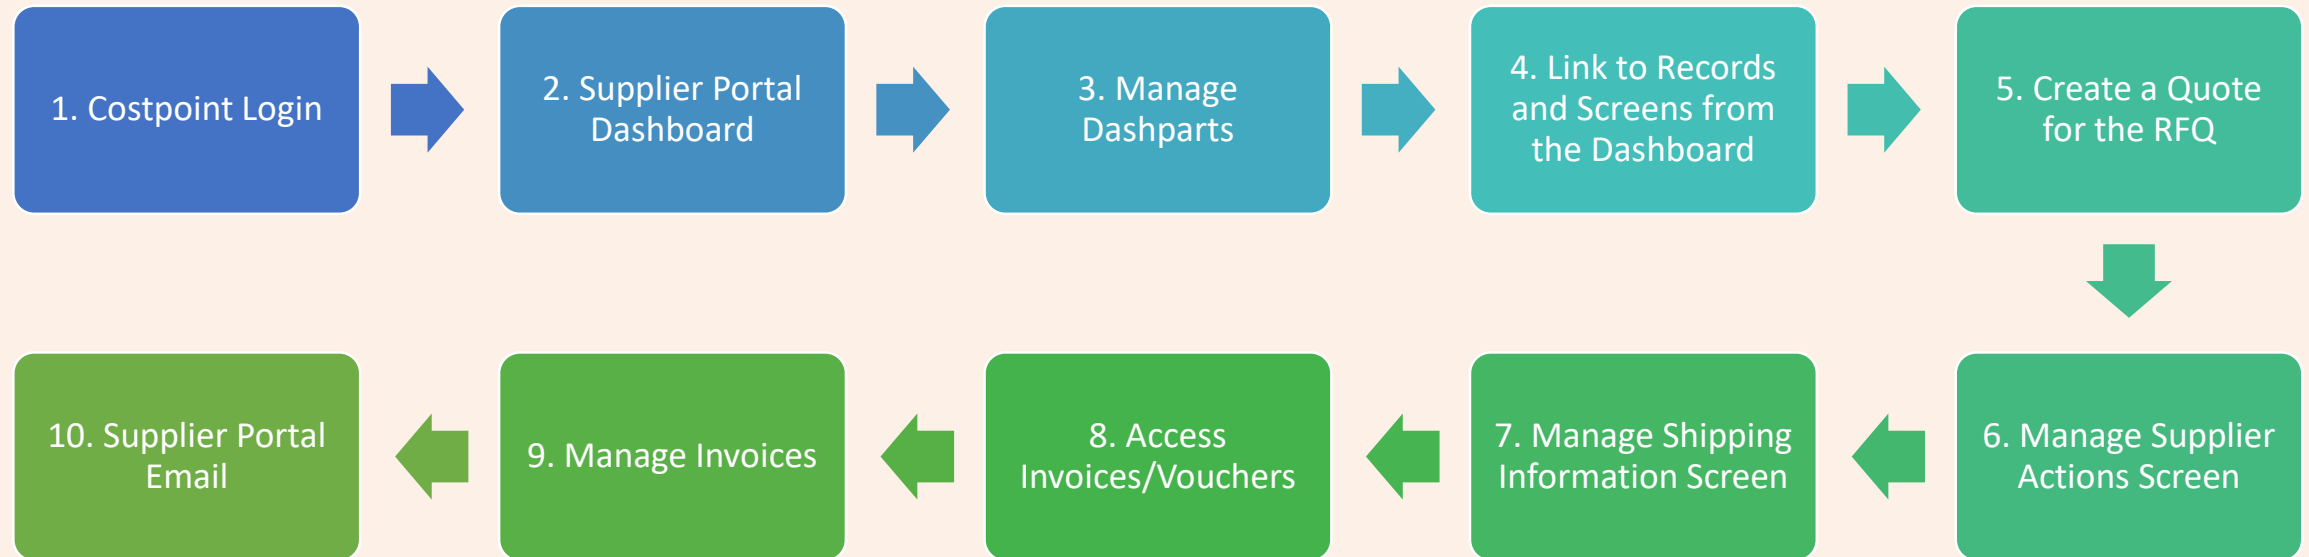 1. Costpoint Login
2. Supplier Portal
Dashboard
3. Manage
Dashparts
4. Link to Records
and Screens from
the Dashboard
5. Create a Quote
for the RFQ
6. Manage Supplier
Actions Screen
7. Manage Shipping
Information Screen
8. Access
Invoices/Vouchers
9. Manage Invoices
10. Supplier Portal
Email